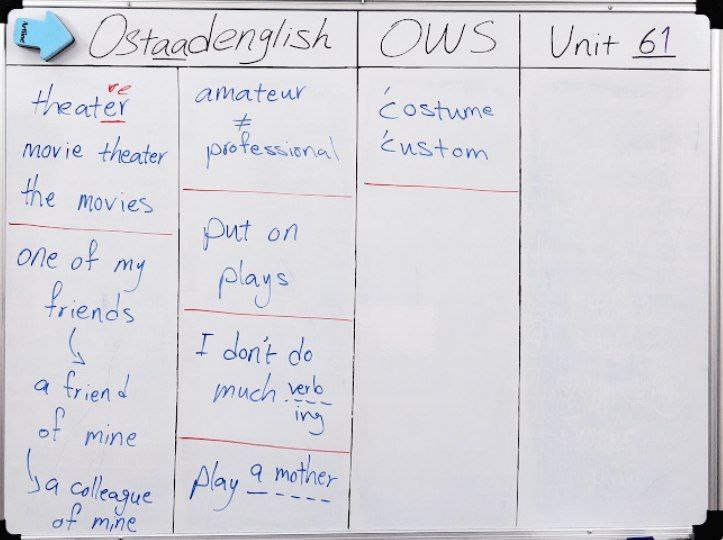 Ostaadenglish
OWS
Unit 61
re
theater
movie theater
the movies
one of my
friends
a friend
of mine
a colleague
of mine
amateur
≠
professional
put on
plays
I don't do
much verb
ing
play a mother
costume
custom